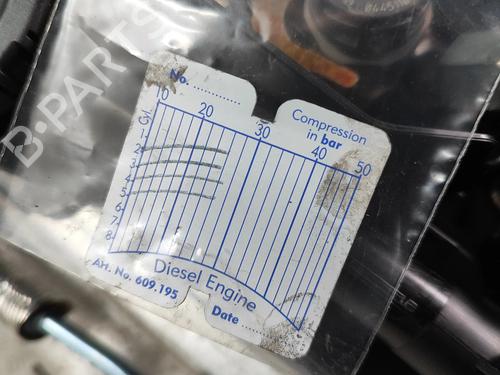 No. ............
Compression
in bar
10
20
30
40
50
Cyl.
1
2
3
4
5
6
7
8
Diesel Engine
Art. No. 609.195
Date .....
B-PARTS